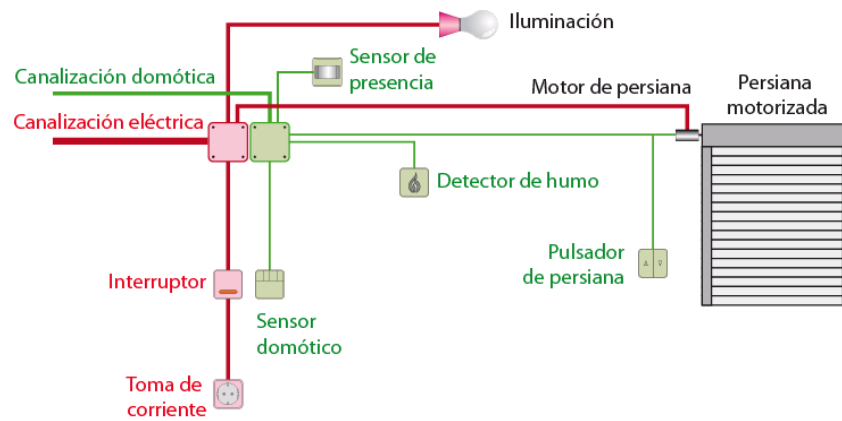 Iluminación
Sensor de
presencia
Canalización domótica
Motor de persiana
Persiana
motorizada
Canalización eléctrica
Detector de humo
Pulsador
de persiana
Interruptor
Sensor
domótico
Toma de
corriente